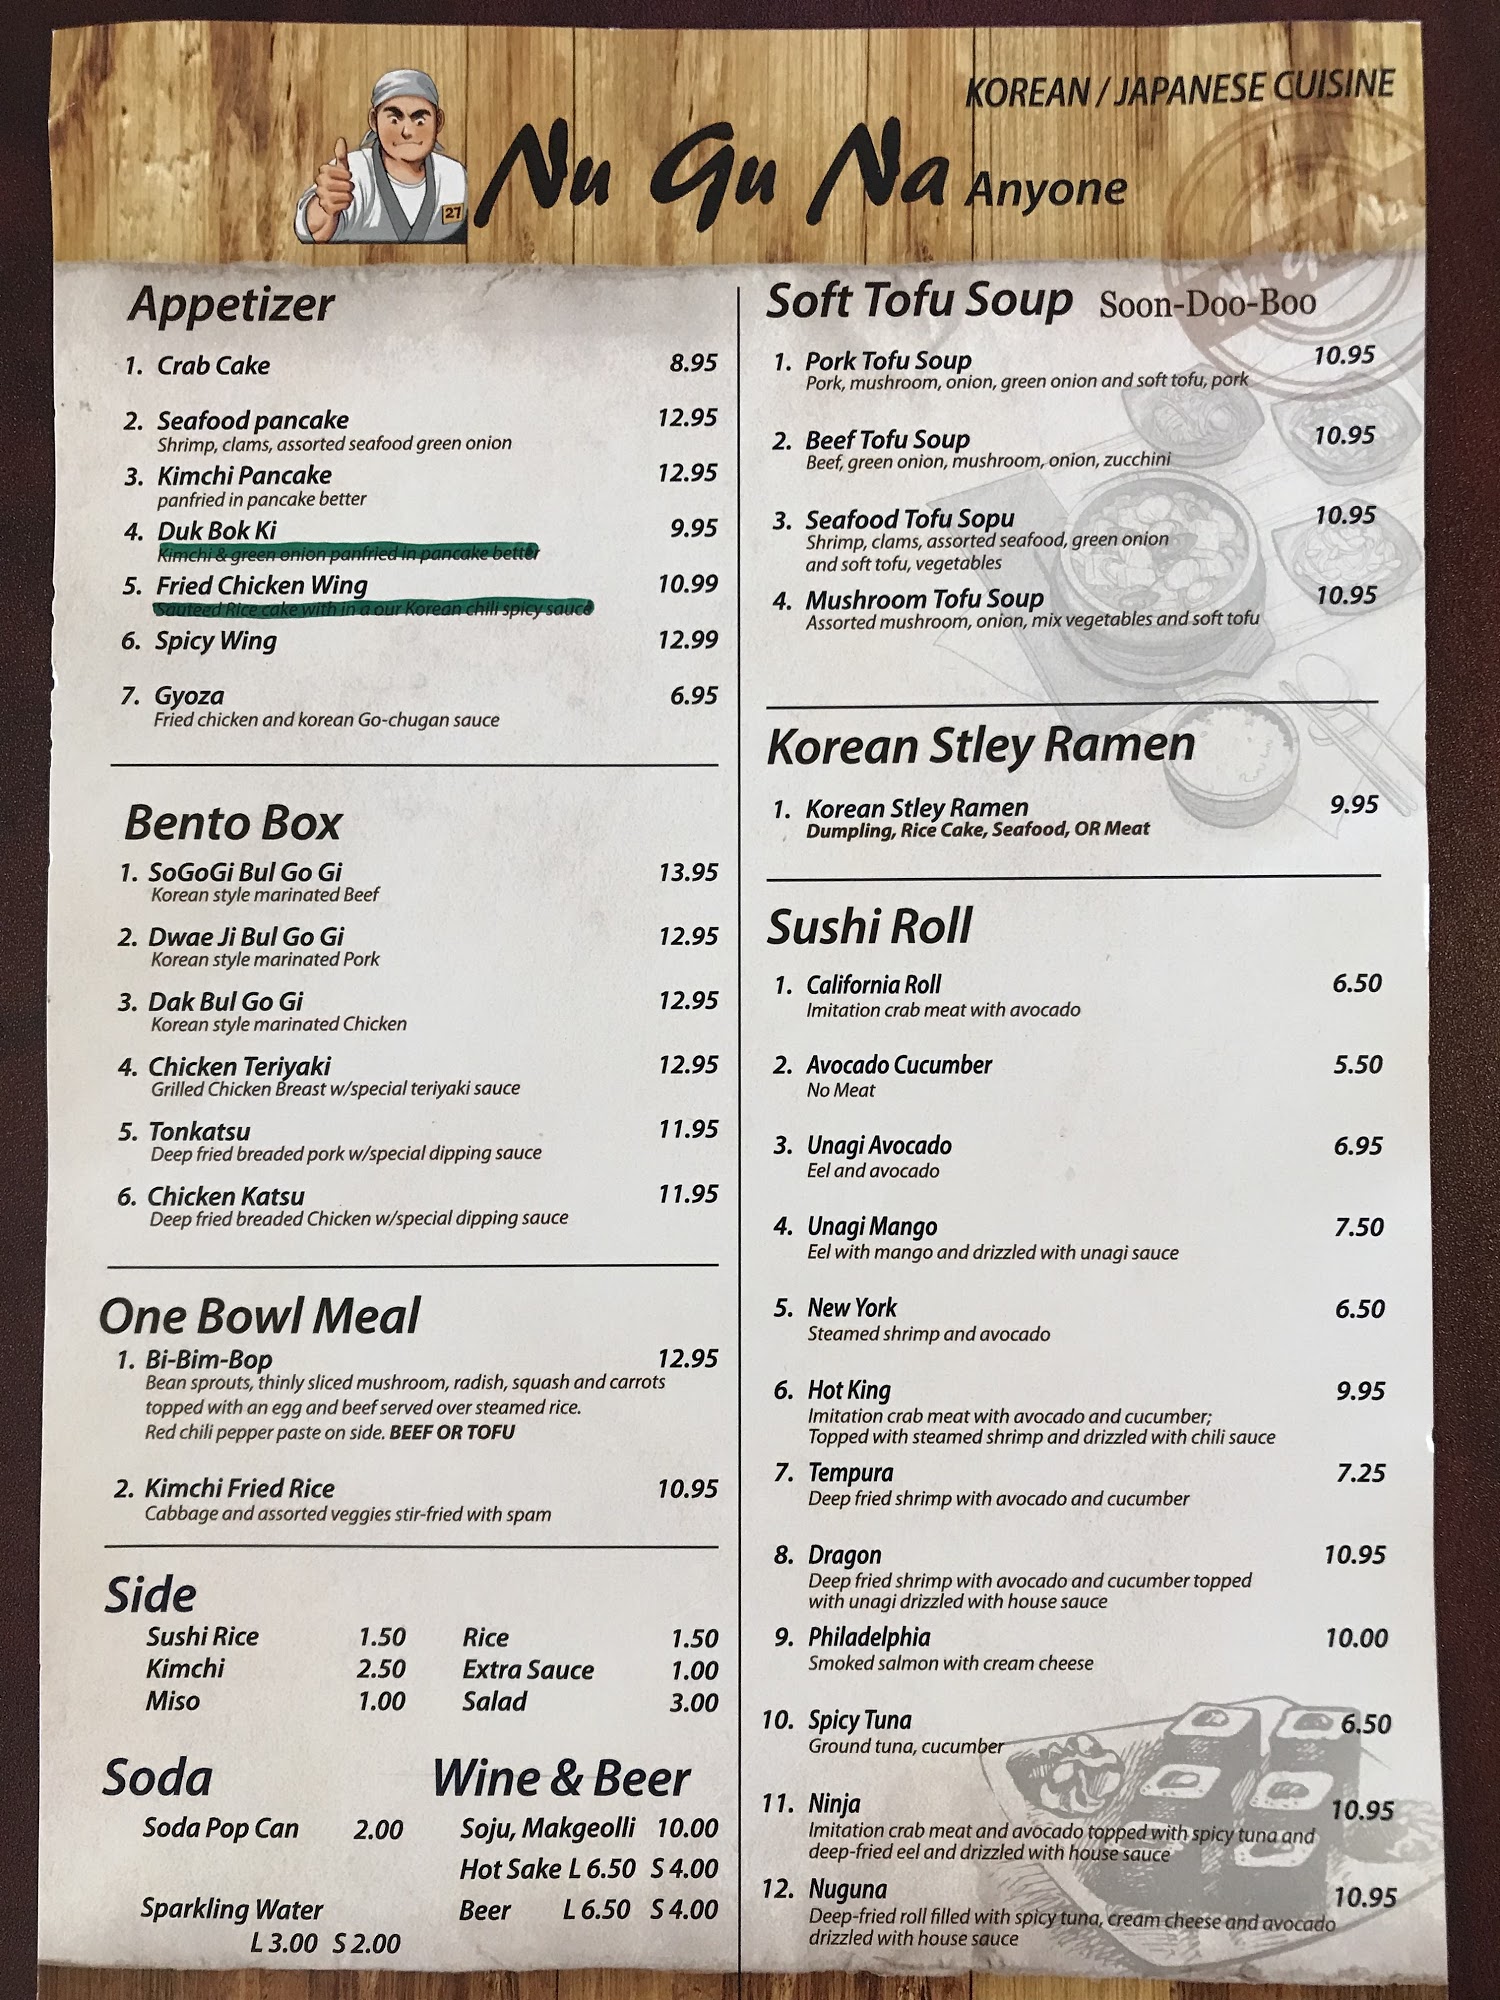 KOREAN / JAPANESE CUISINE
Nu Gu Na Anyone
27
Nu Gu Na
Appetizer
1. Crab Cake 8.95
2. Seafood pancake 12.95
Shrimp, clams, assorted seafood green onion
3. Kimchi Pancake 12.95
panfried in pancake better
4. Duk Bok Ki 9.95
Kimchi & green onion panfried in pancake better
5. Fried Chicken Wing 10.99
Sauteed Rice cake with in a our Korean chili spicy sauce
6. Spicy Wing 12.99
7. Gyoza 6.95
Fried chicken and korean Go-chugan sauce
Bento Box
1. SoGoGi Bul Go Gi 13.95
Korean style marinated Beef
2. Dwae Ji Bul Go Gi 12.95
Korean style marinated Pork
3. Dak Bul Go Gi 12.95
Korean style marinated Chicken
4. Chicken Teriyaki 12.95
Grilled Chicken Breast w/special teriyaki sauce
5. Tonkatsu 11.95
Deep fried breaded pork w/special dipping sauce
6. Chicken Katsu 11.95
Deep fried breaded Chicken w/special dipping sauce
One Bowl Meal
1. Bi-Bim-Bop 12.95
Bean sprouts, thinly sliced mushroom, radish, squash and carrots
topped with an egg and beef served over steamed rice.
Red chili pepper paste on side. BEEF OR TOFU
2. Kimchi Fried Rice 10.95
Cabbage and assorted veggies stir-fried with spam
Side
Sushi Rice 1.50 Rice 1.50
Kimchi 2.50 Extra Sauce 1.00
Miso 1.00 Salad 3.00
Soda
Soda Pop Can 2.00
Sparkling Water
L 3.00 S 2.00
Wine & Beer
Soju, Makgeolli 10.00
Hot Sake L 6.50 S 4.00
Beer L 6.50 S 4.00
Soft Tofu Soup Soon-Doo-Boo
1. Pork Tofu Soup 10.95
Pork, mushroom, onion, green onion and soft tofu, pork
2. Beef Tofu Soup 10.95
Beef, green onion, mushroom, onion, zucchini
3. Seafood Tofu Sopu 10.95
Shrimp, clams, assorted seafood, green onion
and soft tofu, vegetables
4. Mushroom Tofu Soup 10.95
Assorted mushroom, onion, mix vegetables and soft tofu
Korean Stley Ramen
1. Korean Stley Ramen 9.95
Dumpling, Rice Cake, Seafood, OR Meat
Sushi Roll
1. California Roll 6.50
Imitation crab meat with avocado
2. Avocado Cucumber 5.50
No Meat
3. Unagi Avocado 6.95
Eel and avocado
4. Unagi Mango 7.50
Eel with mango and drizzled with unagi sauce
5. New York 6.50
Steamed shrimp and avocado
6. Hot King 9.95
Imitation crab meat with avocado and cucumber;
Topped with steamed shrimp and drizzled with chili sauce
7. Tempura 7.25
Deep fried shrimp with avocado and cucumber
8. Dragon 10.95
Deep fried shrimp with avocado and cucumber topped
with unagi drizzled with house sauce
9. Philadelphia 10.00
Smoked salmon with cream cheese
10. Spicy Tuna 6.50
Ground tuna, cucumber
11. Ninja 10.95
Imitation crab meat and avocado topped with spicy tuna and
deep-fried eel and drizzled with house sauce
12. Nuguna 10.95
Deep-fried roll filled with spicy tuna, cream cheese and avocado
drizzled with house sauce